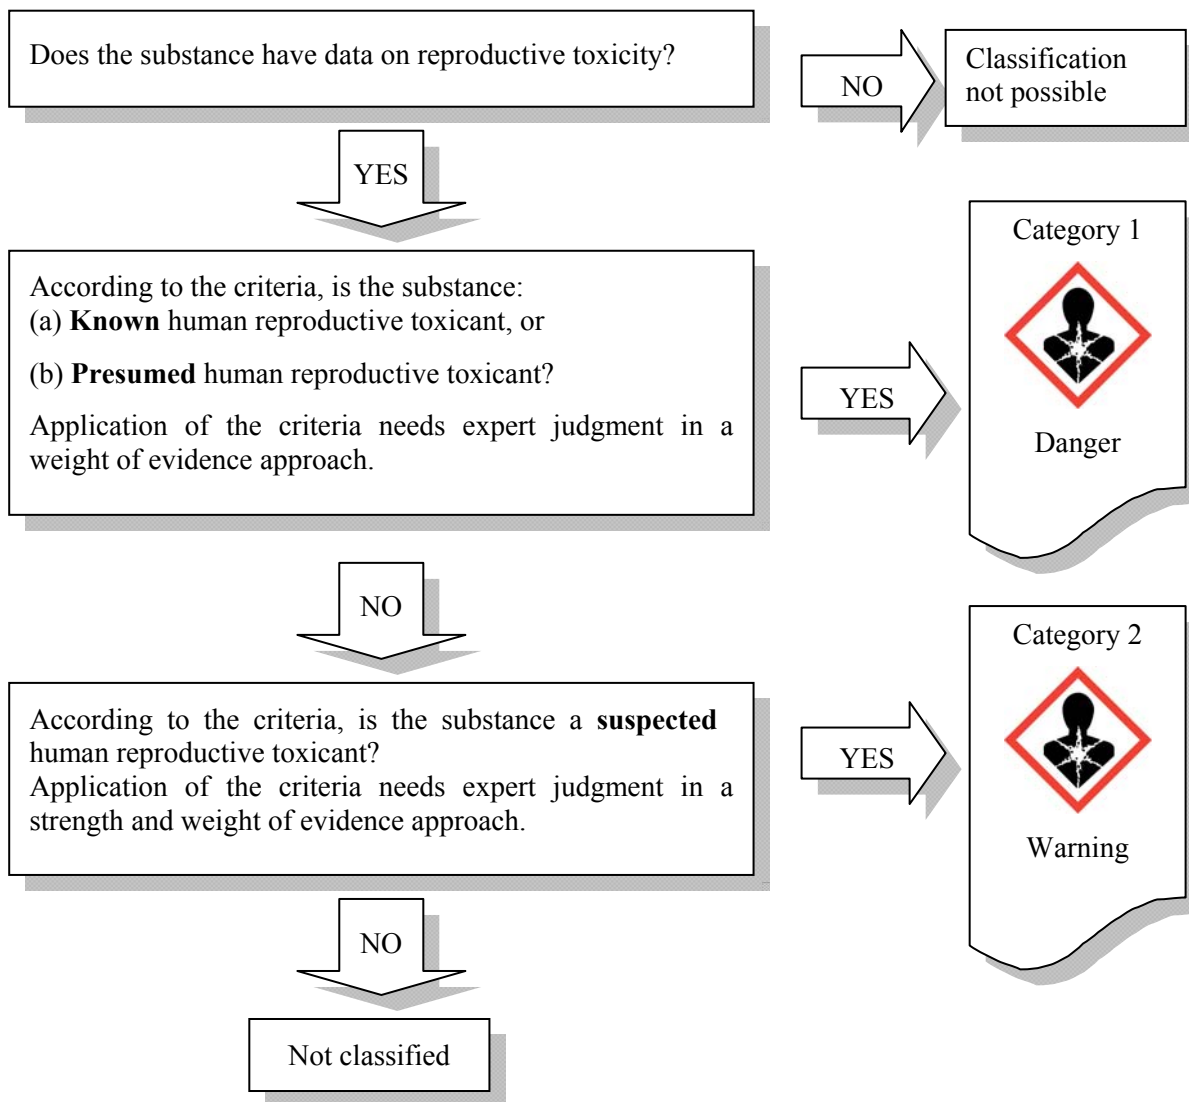 Does the substance have data on reproductive toxicity?
NO
Classification
not possible
YES
According to the criteria, is the substance:
(a) Known human reproductive toxicant, or
(b) Presumed human reproductive toxicant?
Application of the criteria needs expert judgment in a
weight of evidence approach.
YES
Category 1
Danger
NO
According to the criteria, is the substance a suspected
human reproductive toxicant?
Application of the criteria needs expert judgment in a
strength and weight of evidence approach.
YES
Category 2
Warning
NO
Not classified